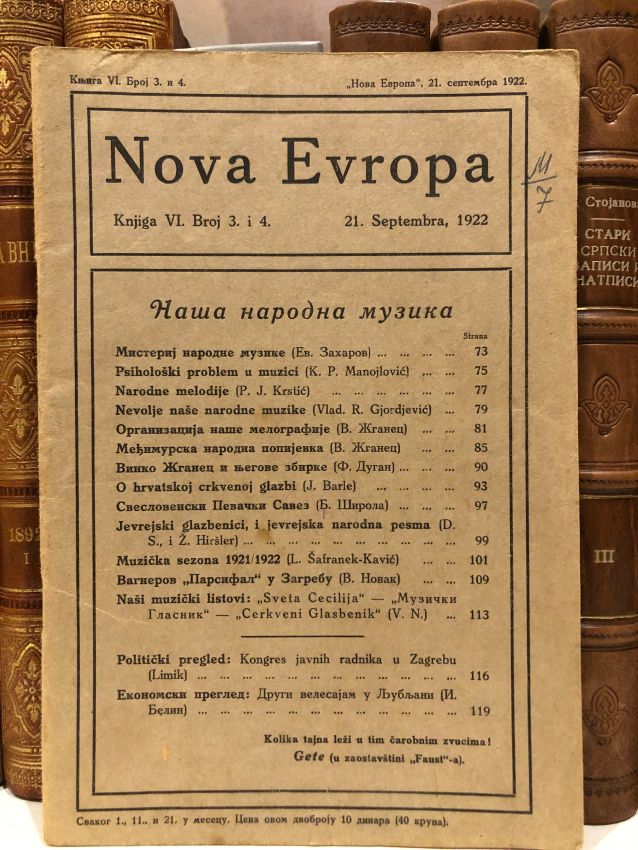 Књига VI. Број 3. и 4. „Нова Европа“, 21. септембра 1922.
Nova Evropa
Knjiga VI. Broj 3. i 4. 21. Septembra, 1922
М
7
Наша народна музика
Strana
Мистериј народне музике (Ев. Захаров) ... ... ... ... 73
Psihološki problem u muzici (K. P. Manojlović) ... ... 75
Narodne melodije (P. J. Krstić) ... ... ... ... ... 77
Nevolje naše narodne muzike (Vlad. R. Gjordjević) ... 79
Организација наше мелографије (В. Жганец) ... ... 81
Међимурска народна попијевка (В. Жганец) ... ... 85
Винко Жганец и његове збирке (Ф. Дуган) ... ... ... 90
O hrvatskoj crkvenoj glazbi (J. Barle) ... ... ... ... 93
Свесловенски Певачки Савез (Б. Широла) ... ... ... 97
Jevrejski glazbenici, i jevrejska narodna pesma (D.
S., i Ž. Hiršler) ... ... ... ... ... ... ... ... ... ... 99
Muzička sezona 1921/1922 (L. Šafranek-Kavić) ... ... 101
Вагнеров „Парсифал“ у Загребу (В. Новак) ... ... 109
Naši muzički listovi: „Sveta Cecilija“ — „Музички
Гласник“ — „Cerkveni Glasbenik“ (V. N.) ... 113
Politički pregled: Kongres javnih radnika u Zagrebu
(Limik) ... ... ... ... ... ... ... ... ... ... ... 116
Економски преглед: Други велесајам у Љубљани (И.
Белин) ... ... ... ... ... ... ... ... ... ... ... 119
Kolika tajna leži u tim čarobnim zvucima!
Gete (u zaostavštini „Faust“-a).
Сваког 1., 11., и 21. у месецу. Цена овом двоброју 10 динара (40 круна).
Стојанов
СТАРИ
СРПСКИ
ЗАПИСИ И
НАТПИСИ
III
189
I